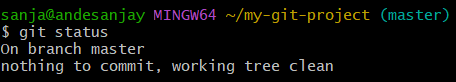 sanja@andesanjay MINGW64 ~/my-git-project (master)
$ git status
On branch master
nothing to commit, working tree clean